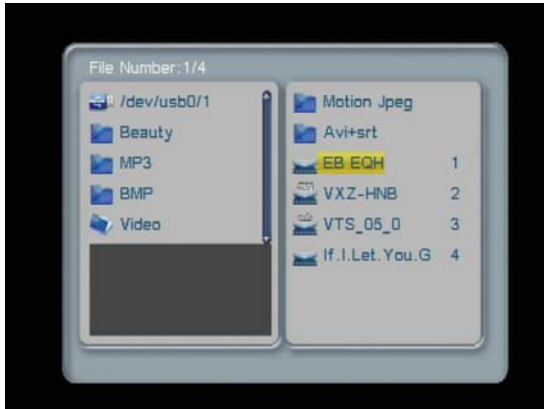 File Number:1/4
/dev/usb0/1
Beauty
MP3
BMP
Video
Motion Jpeg
Avi+srt
EB EQH 1
VXZ-HNB 2
VTS_05_0 3
If.I.Let.You.G 4